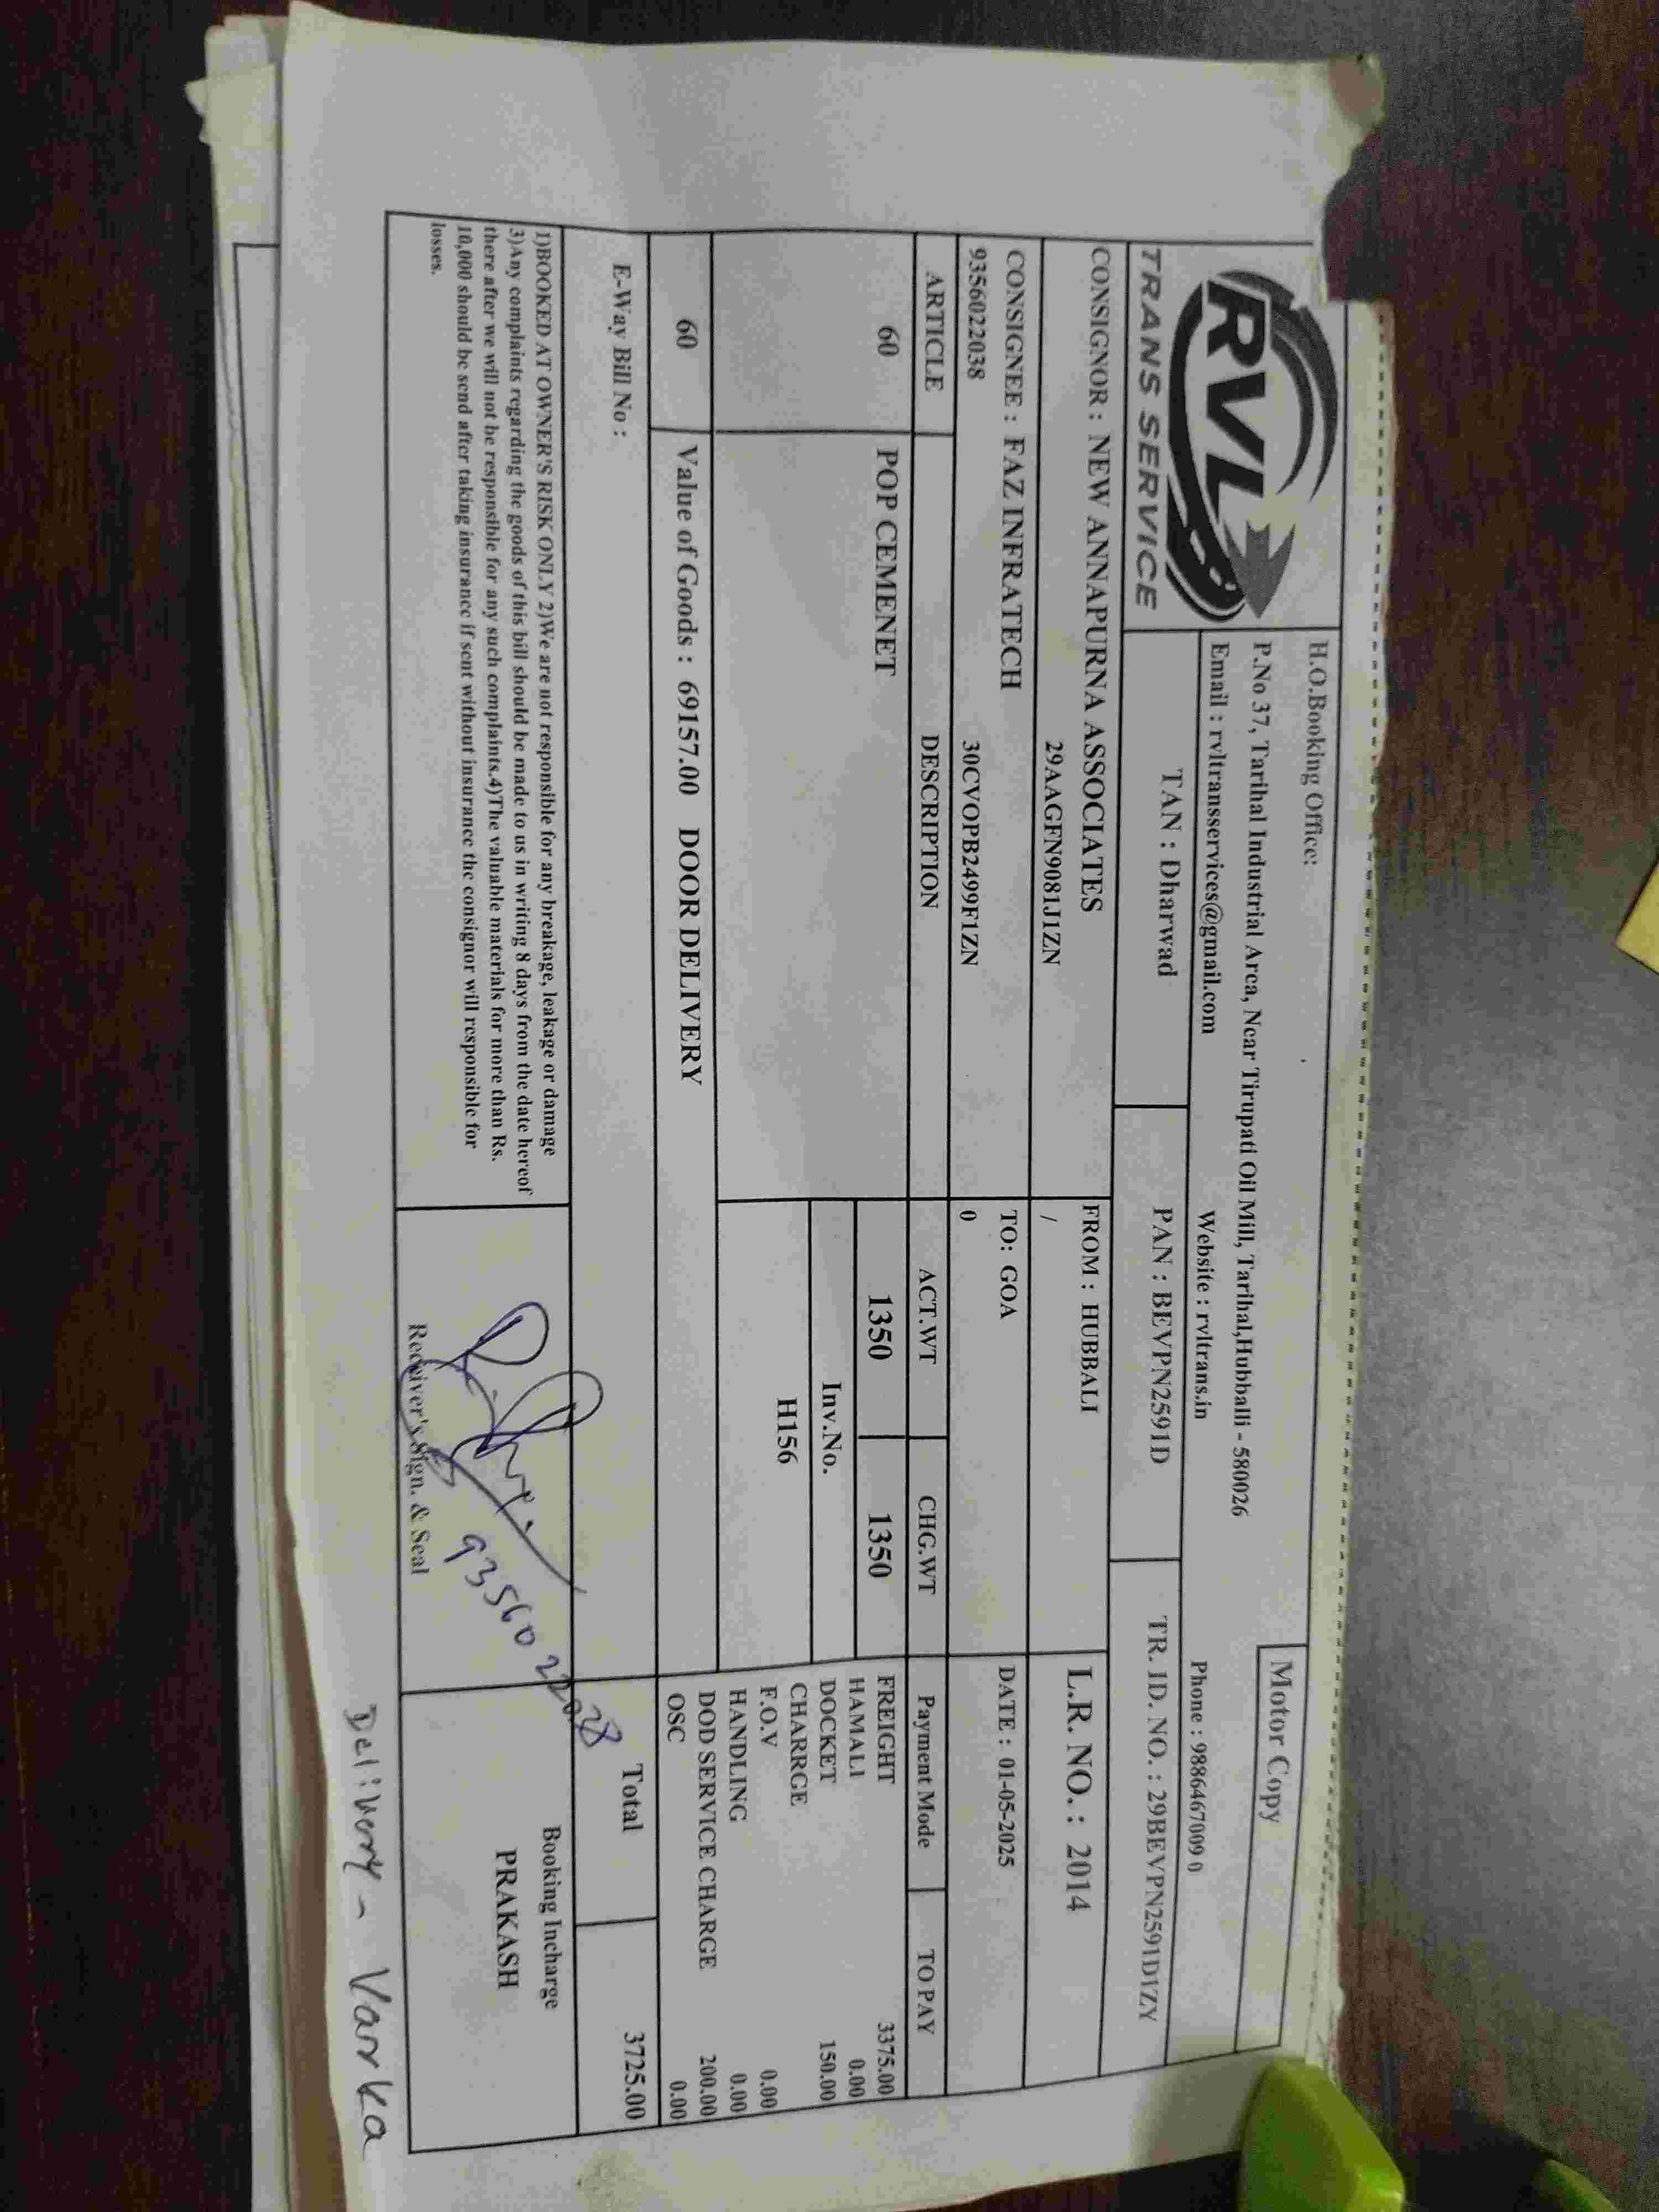 RVL
TRANS SERVICE
Motor Copy
H.O.Booking Office:
P.No 37, Tarihal Industrial Area, Near Tirupati Oil Mill, Tarihal,Hubballi - 580026
Email : rvltransservices@gmail.com Website : rvltrans.in Phone : 9886467009 0
TAN : Dharwad PAN : BEVPN2591D TR. ID. NO. : 29BEVPN2591D1ZY
CONSIGNOR : NEW ANNAPURNA ASSOCIATES FROM : HUBBALI L.R. NO. : 2014
29AAGFN9081J1ZN /
CONSIGNEE : FAZ INFRATECH TO: GOA DATE : 01-05-2025
9356022038 30CVOPB2499F1ZN 0
ARTICLE DESCRIPTION ACT.WT CHG.WT Payment Mode TO PAY
60 POP CEMENET 1350 1350 FREIGHT 3375.00
HAMALI 0.00
Inv.No. DOCKET 150.00
CHARRGE
H156 F.O.V 0.00
HANDLING 0.00
DOD SERVICE CHARGE 200.00
60 Value of Goods : 69157.00 DOOR DELIVERY OSC 0.00
E-Way Bill No : Total 3725.00
1)BOOKED AT OWNER'S RISK ONLY 2)We are not responsible for any breakage, leakage or damage
3)Any complaints regarding the goods of this bill should be made to us in writing 8 days from the date hereof
there after we will not be responsible for any such complaints.4)The valuable materials for more than Rs.
10,000 should be send after taking insurance if sent without insurance the consignor will responsible for
losses.
9356022028
Receiver's Sign. & Seal
Booking Incharge
PRAKASH
Delivery - Varka